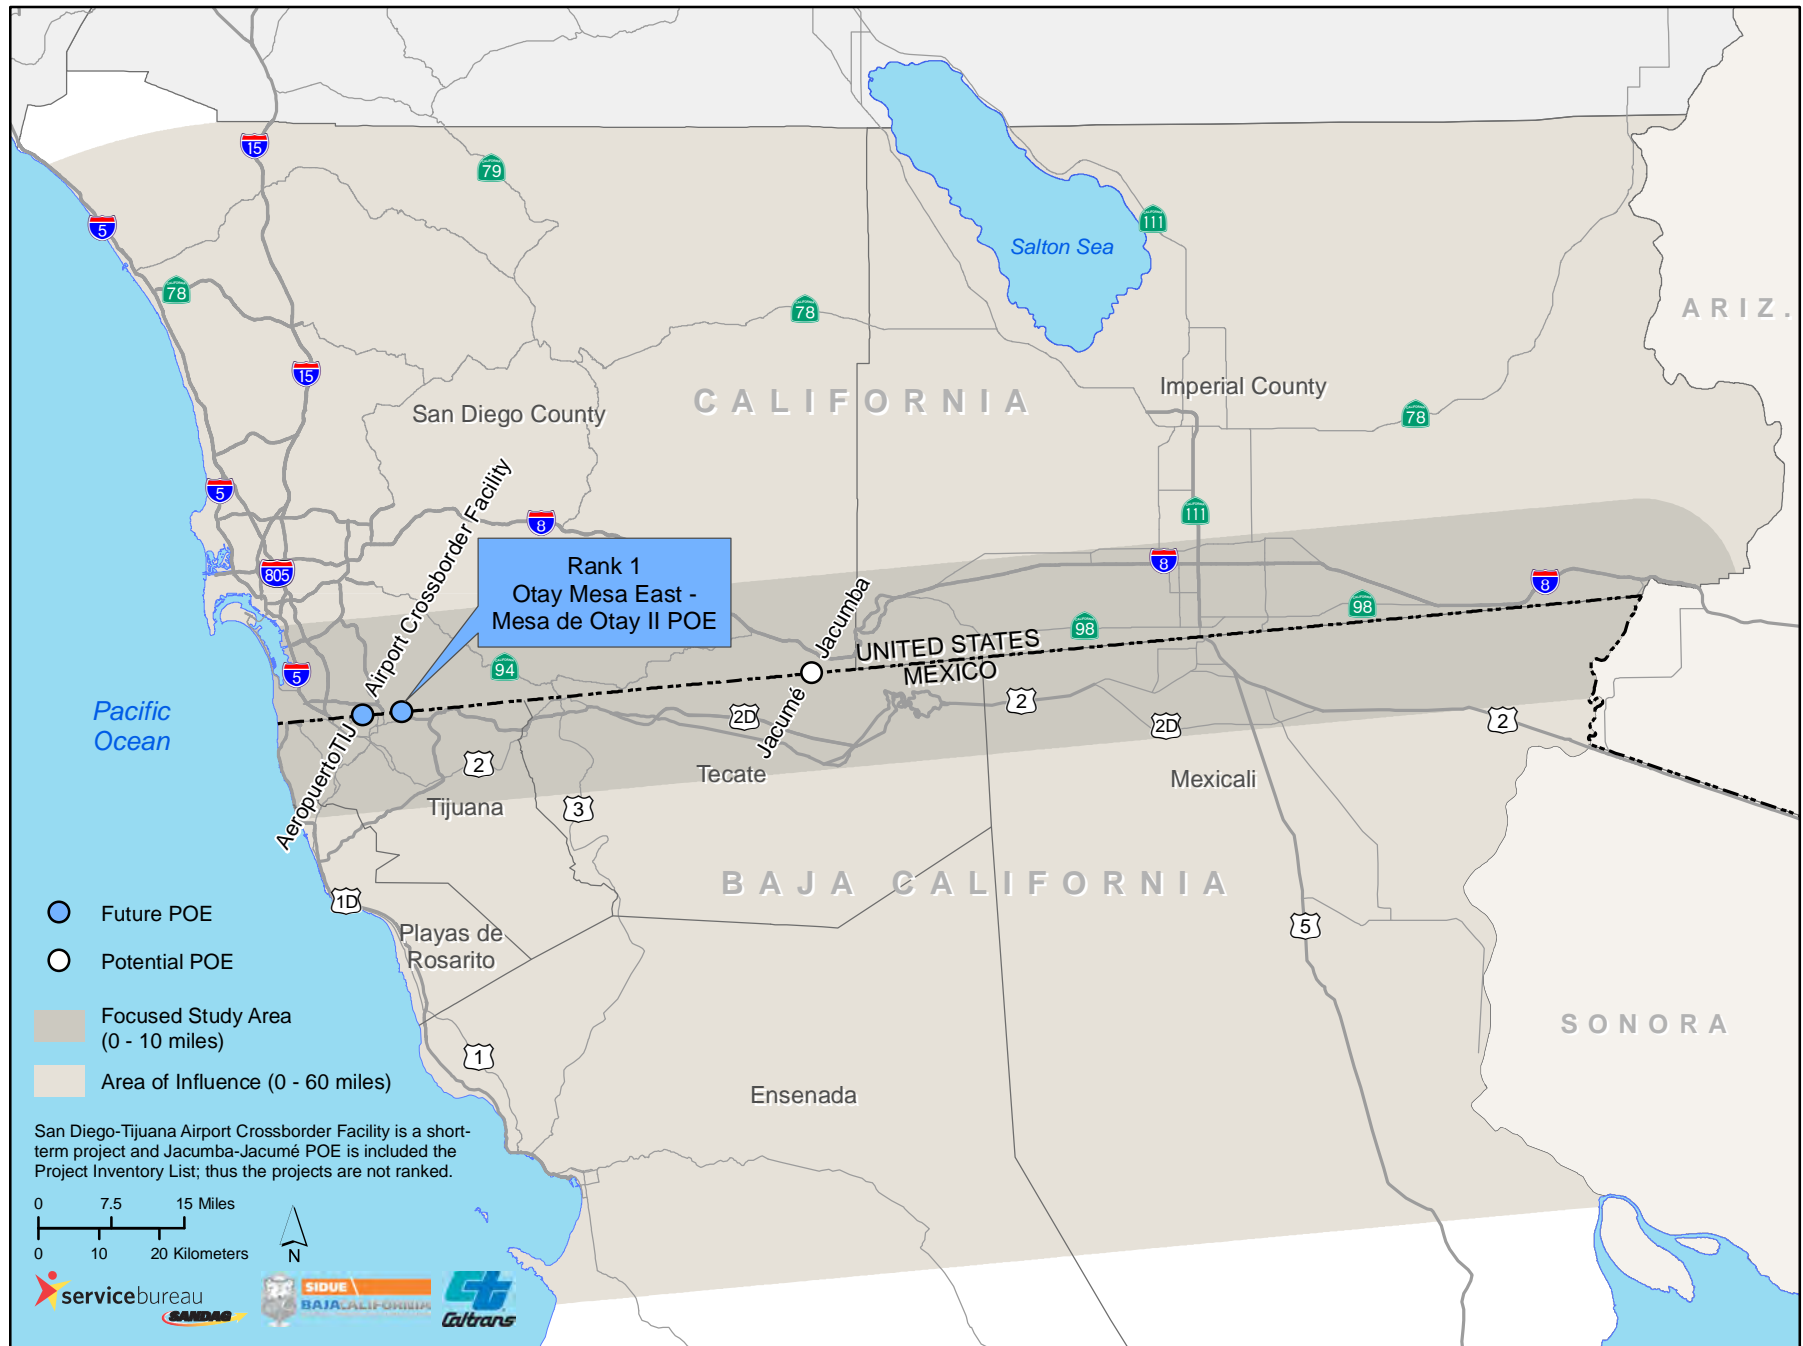 15
79
5
111
Salton Sea
78
78
ARIZ.
15
Imperial County
CALIFORNIA
San Diego County
78
5
Airport Crossborder Facility
8
111
Rank 1
Otay Mesa East -
Mesa de Otay II POE
8
805
8
Jacumba
98
98
UNITED STATES
MEXICO
94
5
Jacumé
2
2D
2D
2
Pacific
Ocean
AeropuertoTIJ
2
Tecate
Mexicali
Tijuana
3
BAJA CALIFORNIA
1D
Future POE
5
Playas de
Rosarito
Potential POE
Focused Study Area
(0 - 10 miles)
SONORA
1
Area of Influence (0 - 60 miles)
Ensenada
San Diego-Tijuana Airport Crossborder Facility is a short-
term project and Jacumba-Jacumé POE is included the
Project Inventory List; thus the projects are not ranked.
0 7.5 15 Miles
0 10 20 Kilometers
N
servicebureau
SANDAG
SIDUE
BAJACALIFORNIA
Caltrans